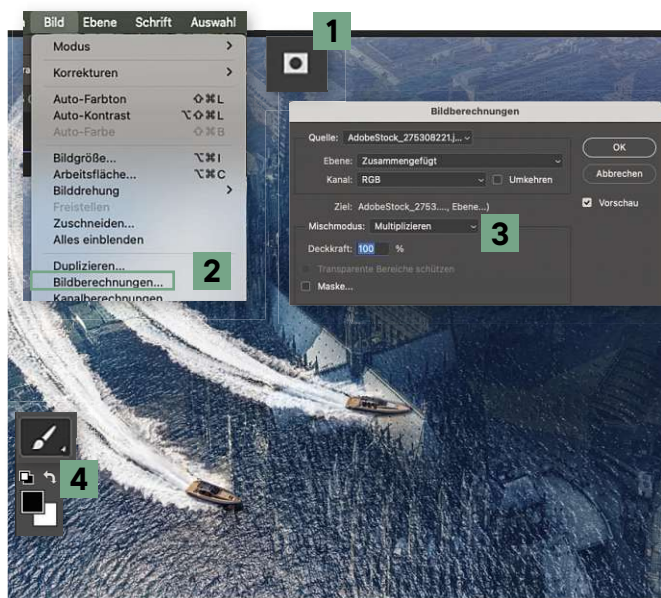 Bild Ebene Schrift Auswahl
Modus
Korrekturen
Auto-Farbton ⇧⌘L
Auto-Kontrast ⌥⇧⌘L
Auto-Farbe ⇧⌘B
Bildgröße... ⌥⌘I
Arbeitsfläche... ⌥⌘C
Bilddrehung
Freistellen
Zuschneiden...
Alles einblenden
Duplizieren...
Bildberechnungen...
Kanalberechnungen
1
2
Bildberechnungen
Quelle: AdobeStock_275308221.j...
Ebene: Zusammengefügt
Kanal: RGB Umkehren
Ziel: AdobeStock_2753...., Ebene...)
Mischmodus: Multiplizieren
Deckkraft: 100 %
Transparente Bereiche schützen
Maske...
OK
Abbrechen
Vorschau
3
4